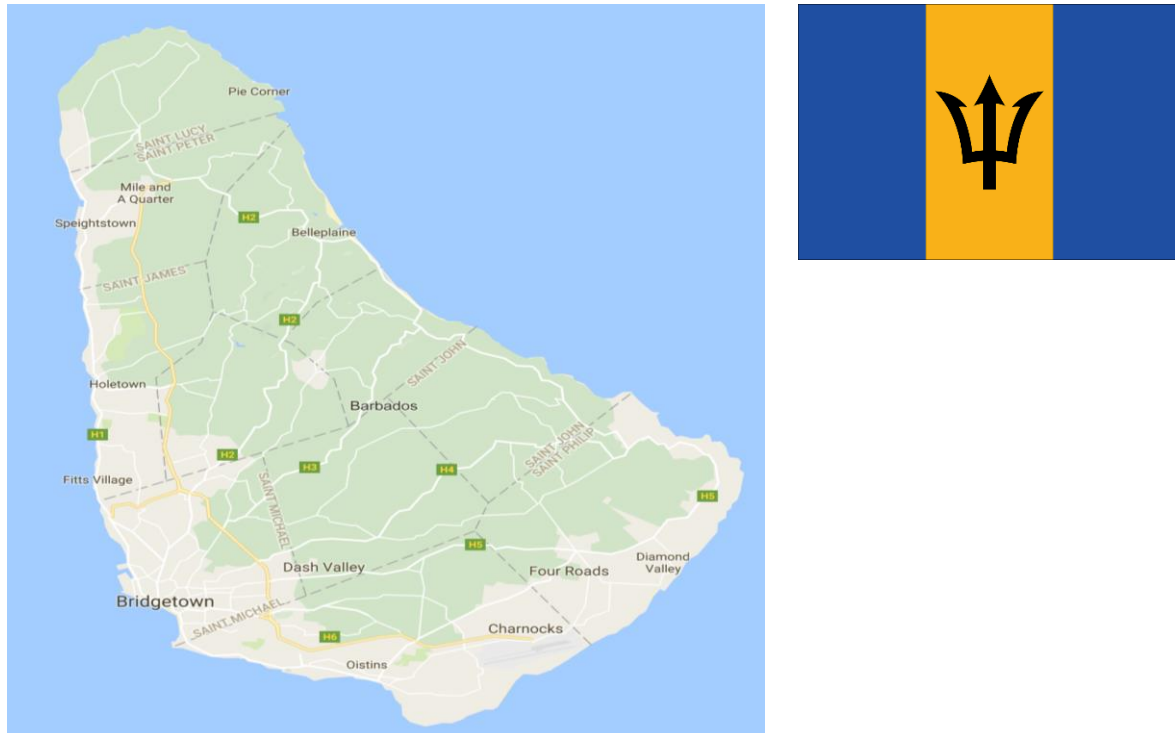 Pie Corner
SAINT LUCY
SAINT PETER
Mile and
A Quarter
H2
Speightstown
Belleplaine
SAINT JAMES
H2
SAINT JOHN
Holetown
Barbados
H1
H2
H3
H4
SAINT JOHN
SAINT PHILIP
Fitts Village
SAINT MICHAEL
H5
H5
Dash Valley
Four Roads
Diamond
Valley
Bridgetown
SAINT MICHAEL
H6
Charnocks
Oistins